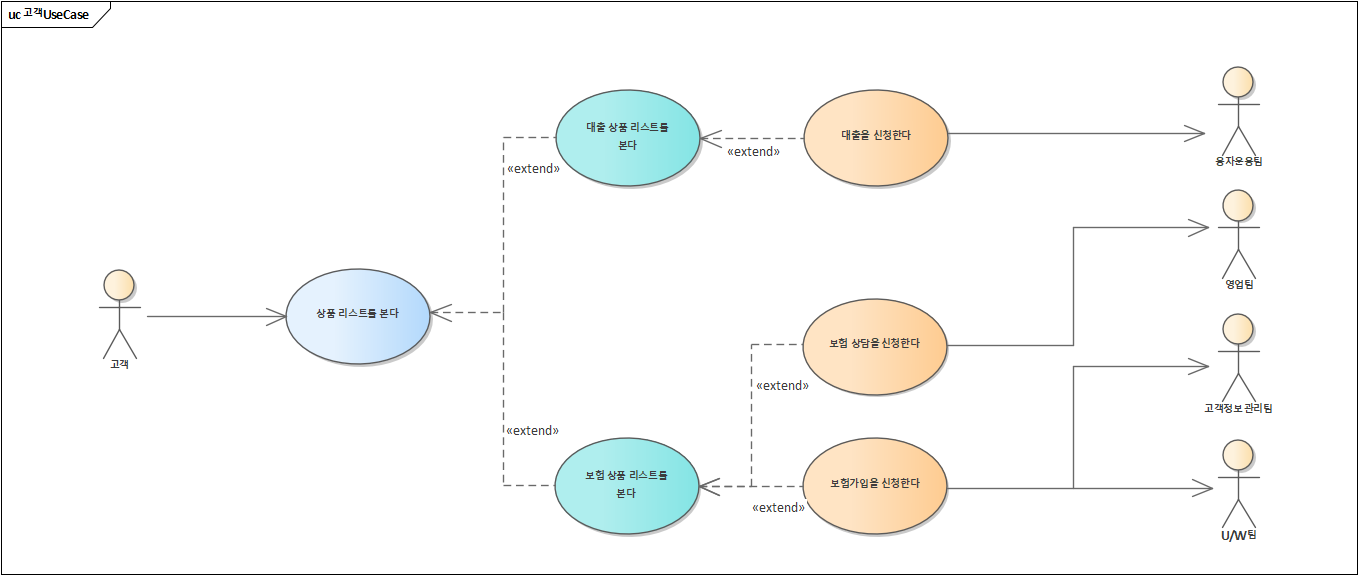 uc 고객UseCase
대출 상품 리스트를
본다
«extend»
대출을 신청한다
«extend»
융자운용팀
영업팀
고객
상품 리스트를 본다
보험 상담을 신청한다
«extend»
고객정보관리팀
«extend»
보험 상품 리스트를
본다
보험가입을 신청한다
«extend»
U/W팀